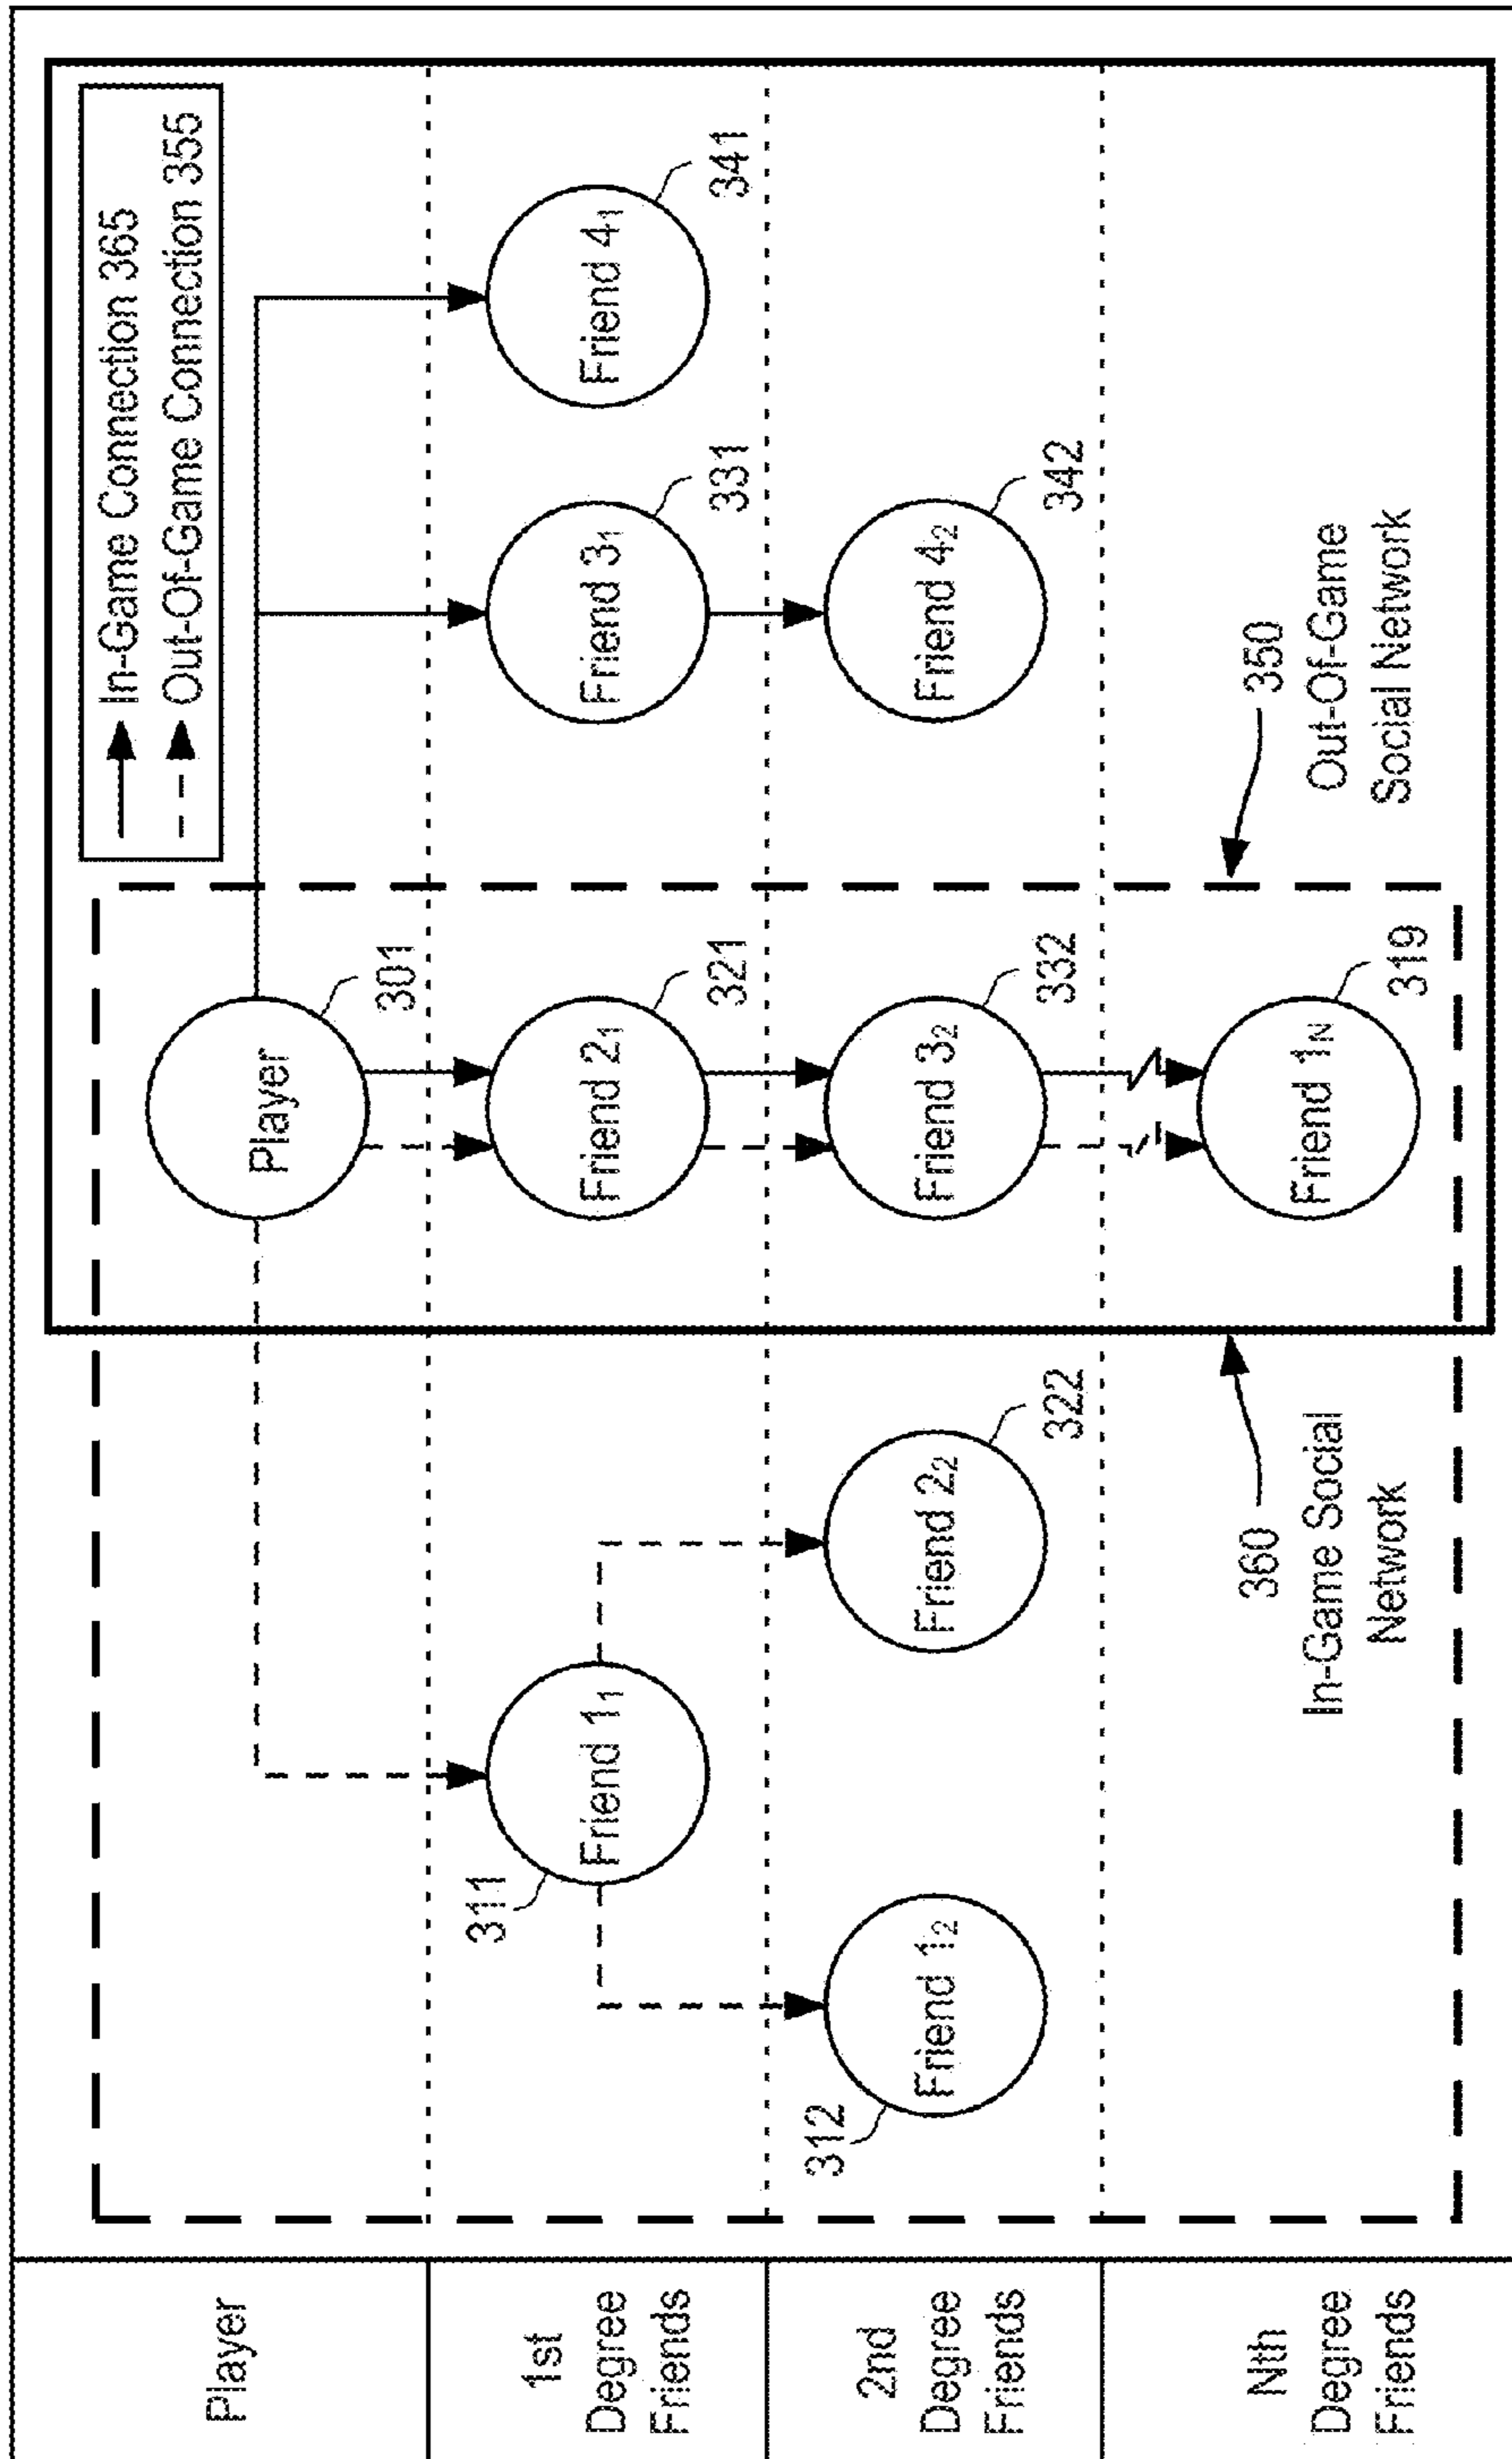 Player
1st
Degree
Friends
2nd
Degree
Friends
Nth
Degree
Friends
In-Game Connection 365
Out-Of-Game Connection 355
Player
301
311
Friend 1₁
Friend 2₁
321
Friend 3₁
331
Friend 4₁
341
312
Friend 1₂
Friend 2₂
322
Friend 3₂
332
Friend 4₂
342
360
In-Game Social
Network
Friend 1N
319
350
Out-Of-Game
Social Network